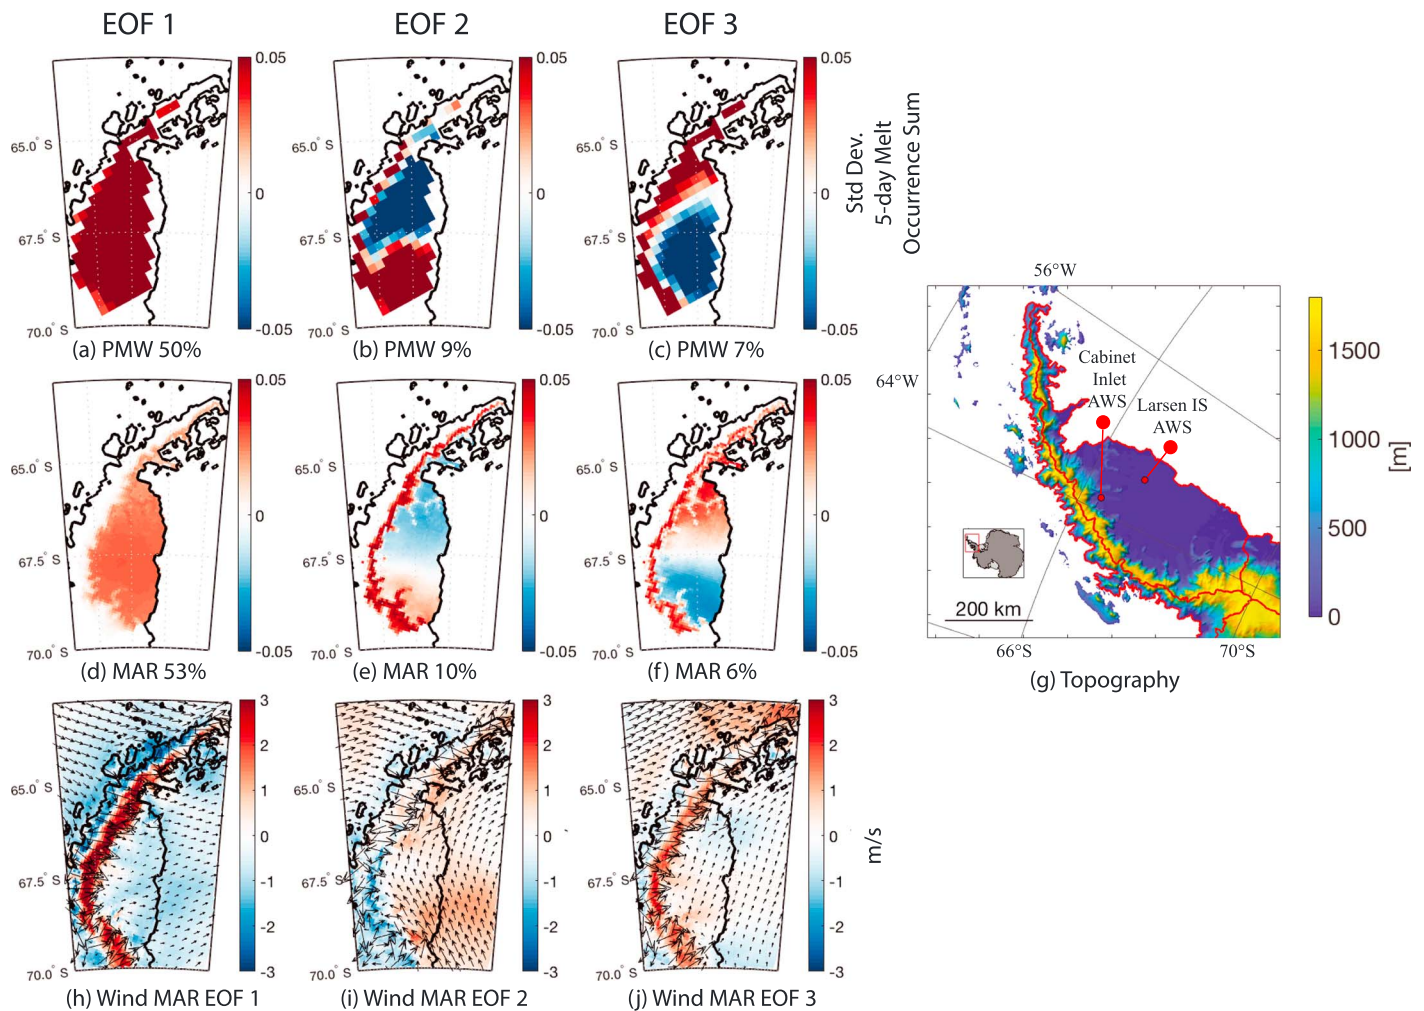 EOF 1
EOF 2
EOF 3
0.05
0
-0.05
65.0° S
67.5° S
70.0° S
(a) PMW 50%
0.05
0
-0.05
65.0° S
67.5° S
70.0° S
(b) PMW 9%
0.05
0
-0.05
65.0° S
67.5° S
70.0° S
(c) PMW 7%
Std Dev.
5-day Melt
Occurrence Sum
0.05
0
-0.05
65.0° S
67.5° S
70.0° S
(d) MAR 53%
0.05
0
-0.05
65.0° S
67.5° S
70.0° S
(e) MAR 10%
0.05
0
-0.05
65.0° S
67.5° S
70.0° S
(f) MAR 6%
56°W
64°W
Cabinet
Inlet
AWS
Larsen IS
AWS
200 km
66°S
70°S
1500
1000
500
0
[m]
(g) Topography
3
2
1
0
-1
-2
-3
65.0° S
67.5° S
70.0° S
(h) Wind MAR EOF 1
3
2
1
0
-1
-2
-3
65.0° S
67.5° S
70.0° S
(i) Wind MAR EOF 2
3
2
1
0
-1
-2
-3
65.0° S
67.5° S
70.0° S
(j) Wind MAR EOF 3
m/s